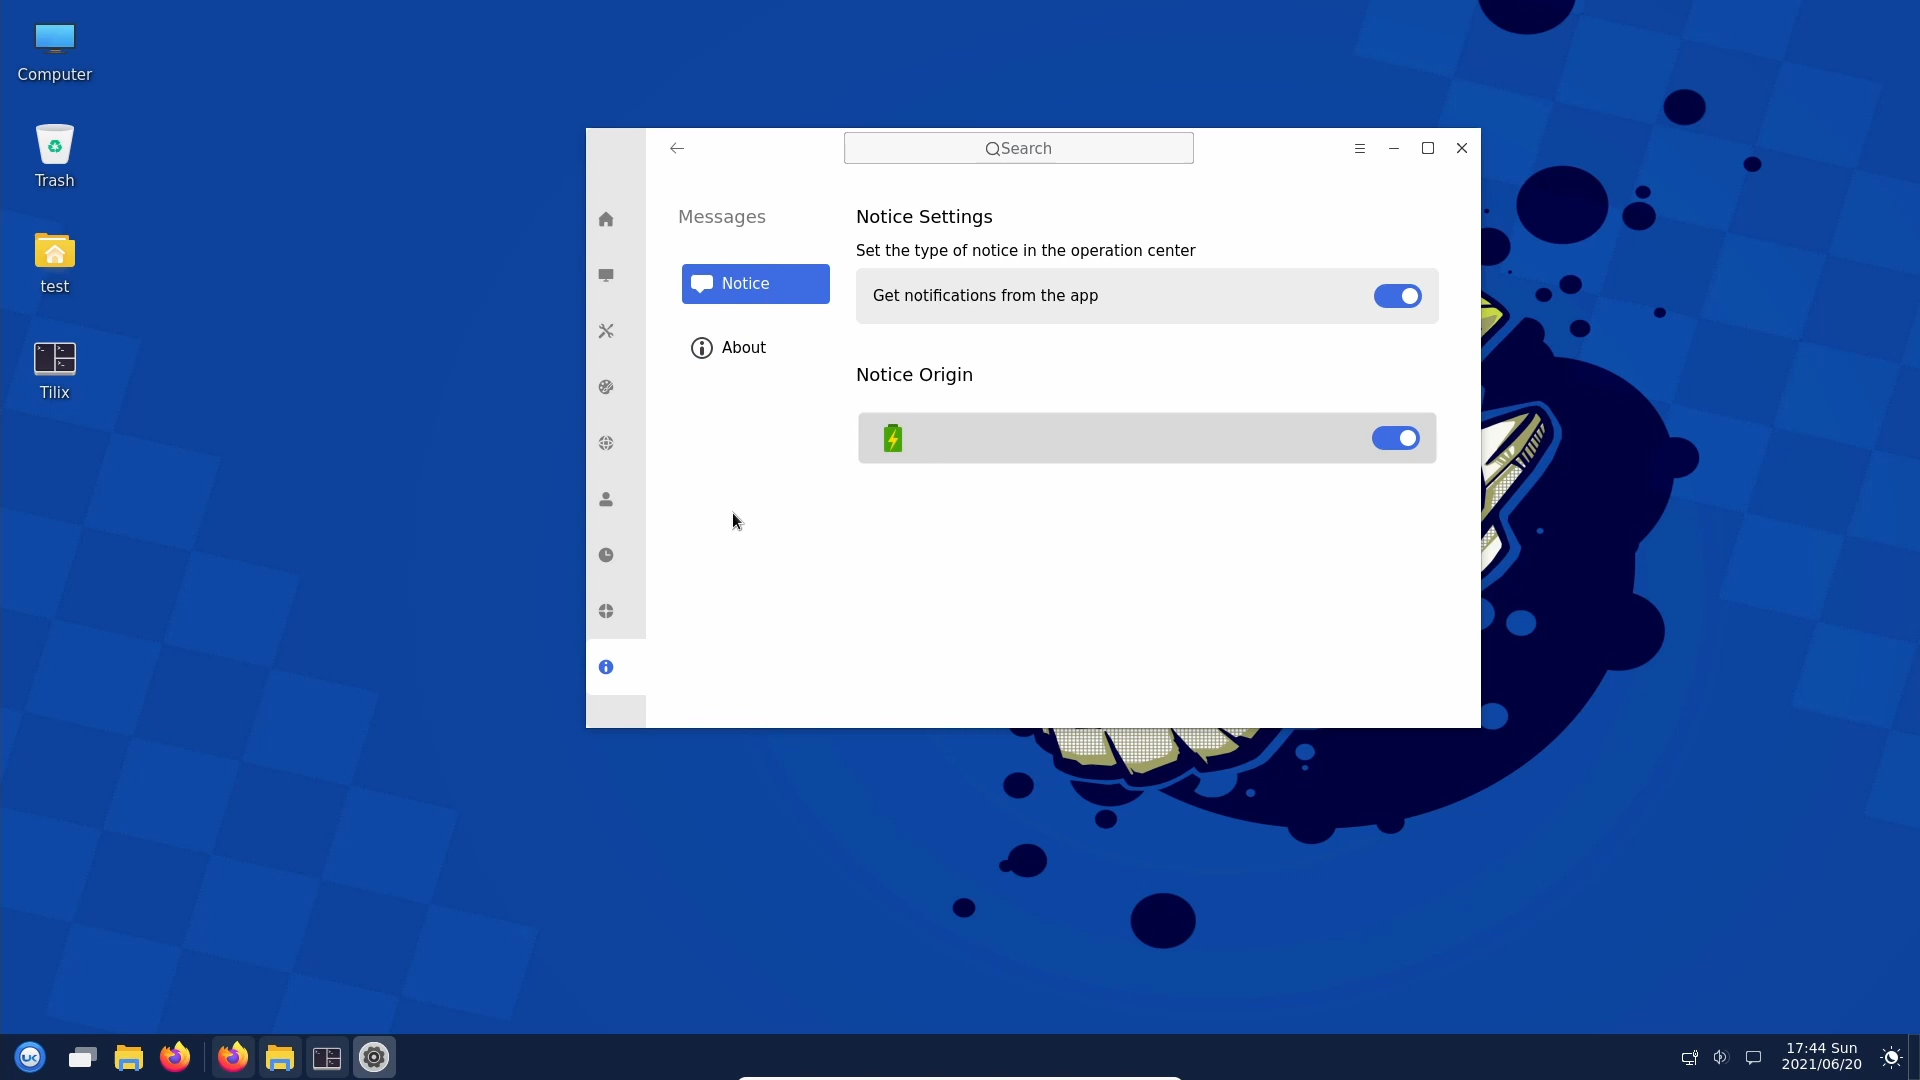 Computer
Trash
test
Tilix
Search
Messages
Notice
About
Notice Settings
Set the type of notice in the operation center
Get notifications from the app
Notice Origin
UK
17:44 Sun
2021/06/20